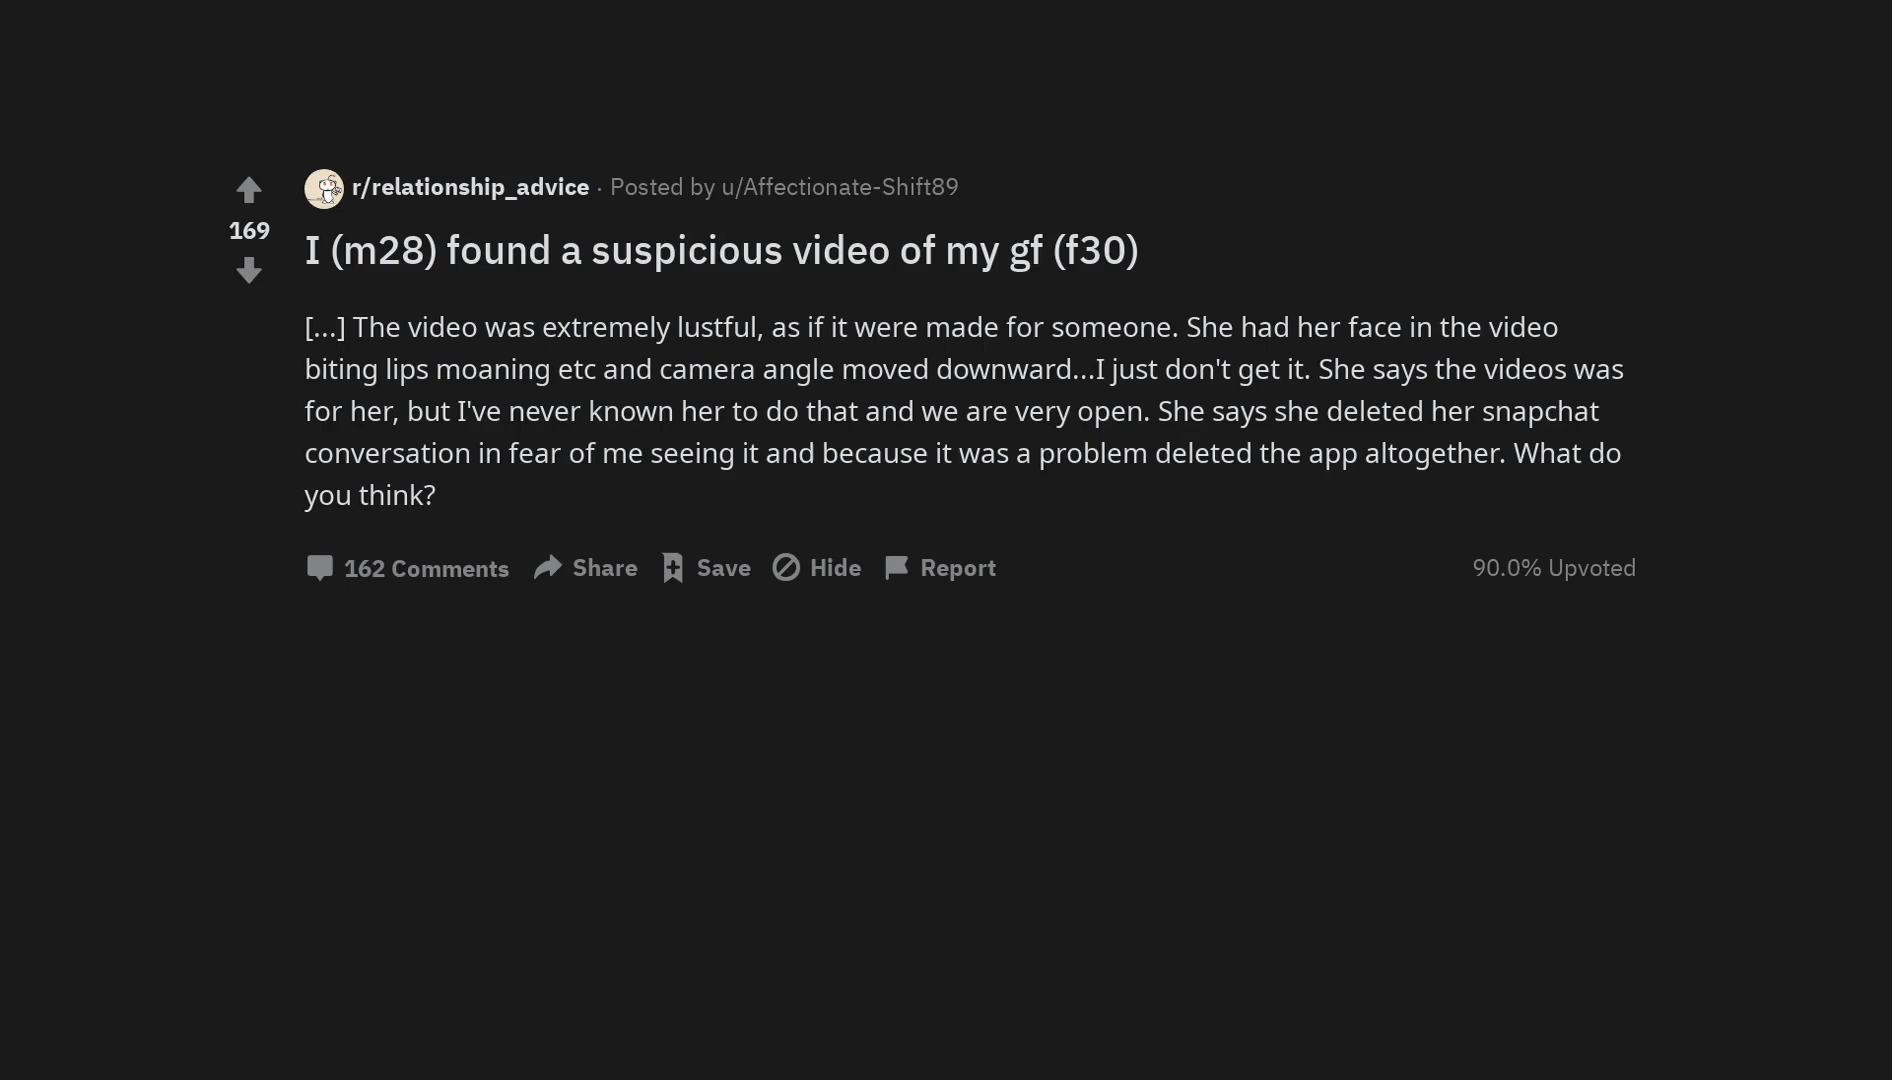 r/relationship_advice · Posted by u/Affectionate-Shift89
169
I (m28) found a suspicious video of my gf (f30)
[...] The video was extremely lustful, as if it were made for someone. She had her face in the video
biting lips moaning etc and camera angle moved downward...I just don't get it. She says the videos was
for her, but I've never known her to do that and we are very open. She says she deleted her snapchat
conversation in fear of me seeing it and because it was a problem deleted the app altogether. What do
you think?
162 Comments Share Save Hide Report 90.0% Upvoted